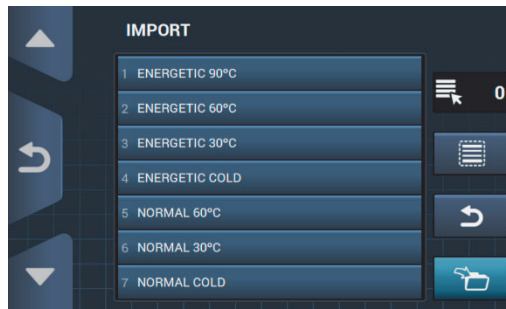 IMPORT
1 ENERGETIC 90ºC
2 ENERGETIC 60ºC
3 ENERGETIC 30ºC
4 ENERGETIC COLD
5 NORMAL 60ºC
6 NORMAL 30ºC
7 NORMAL COLD
0